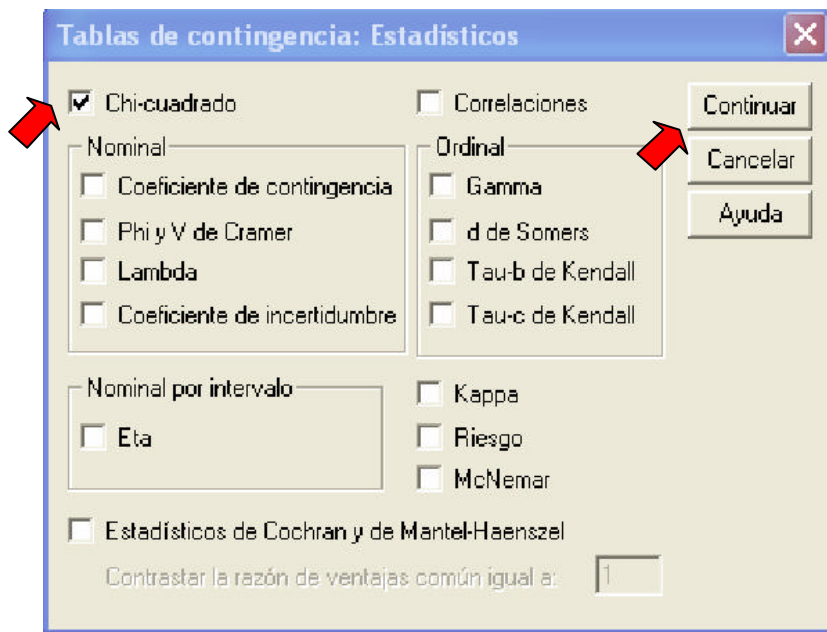 Tablas de contingencia: Estadísticos
Chi-cuadrado
Correlaciones
Continuar
Nominal
Ordinal
Cancelar
Coeficiente de contingencia
Gamma
Ayuda
Phi y V de Cramer
d de Somers
Lambda
Tau-b de Kendall
Coeficiente de incertidumbre
Tau-c de Kendall
Nominal por intervalo
Kappa
Eta
Riesgo
McNemar
Estadísticos de Cochran y de Mantel-Haenszel
Contrastar la razón de ventajas común igual a: 1